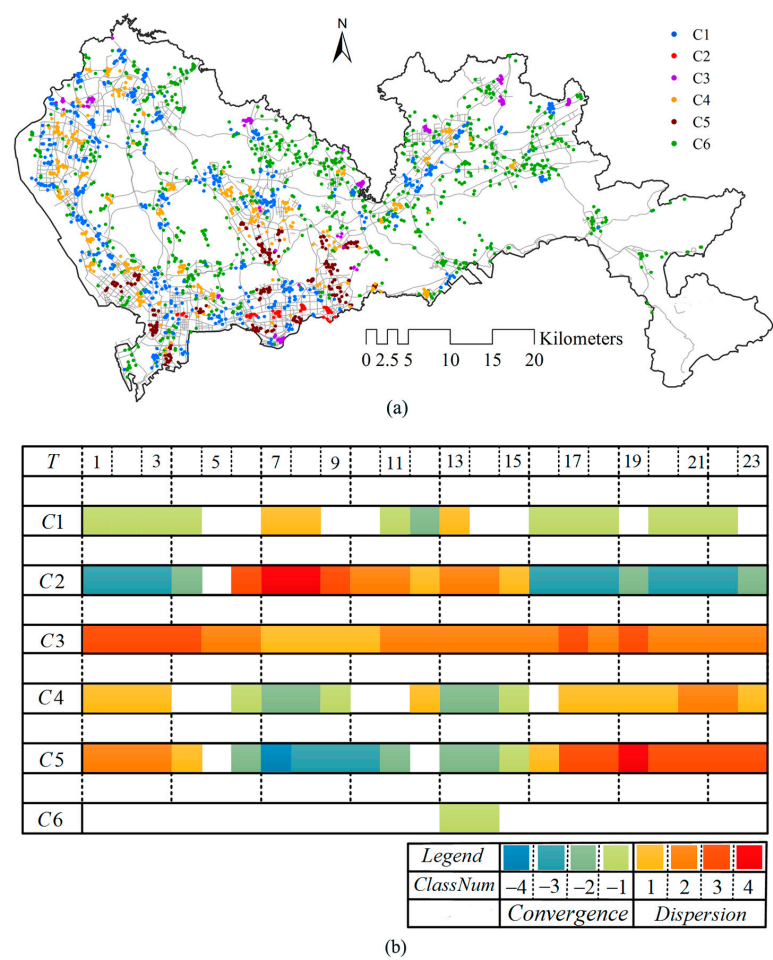 N
C1
C2
C3
C4
C5
C6
Kilometers
0 2.5 5 10 15 20
(a)
T 1 3 5 7 9 11 13 15 17 19 21 23
C1
C2
C3
C4
C5
C6
Legend
ClassNum −4 −3 −2 −1 1 2 3 4
Convergence Dispersion
(b)